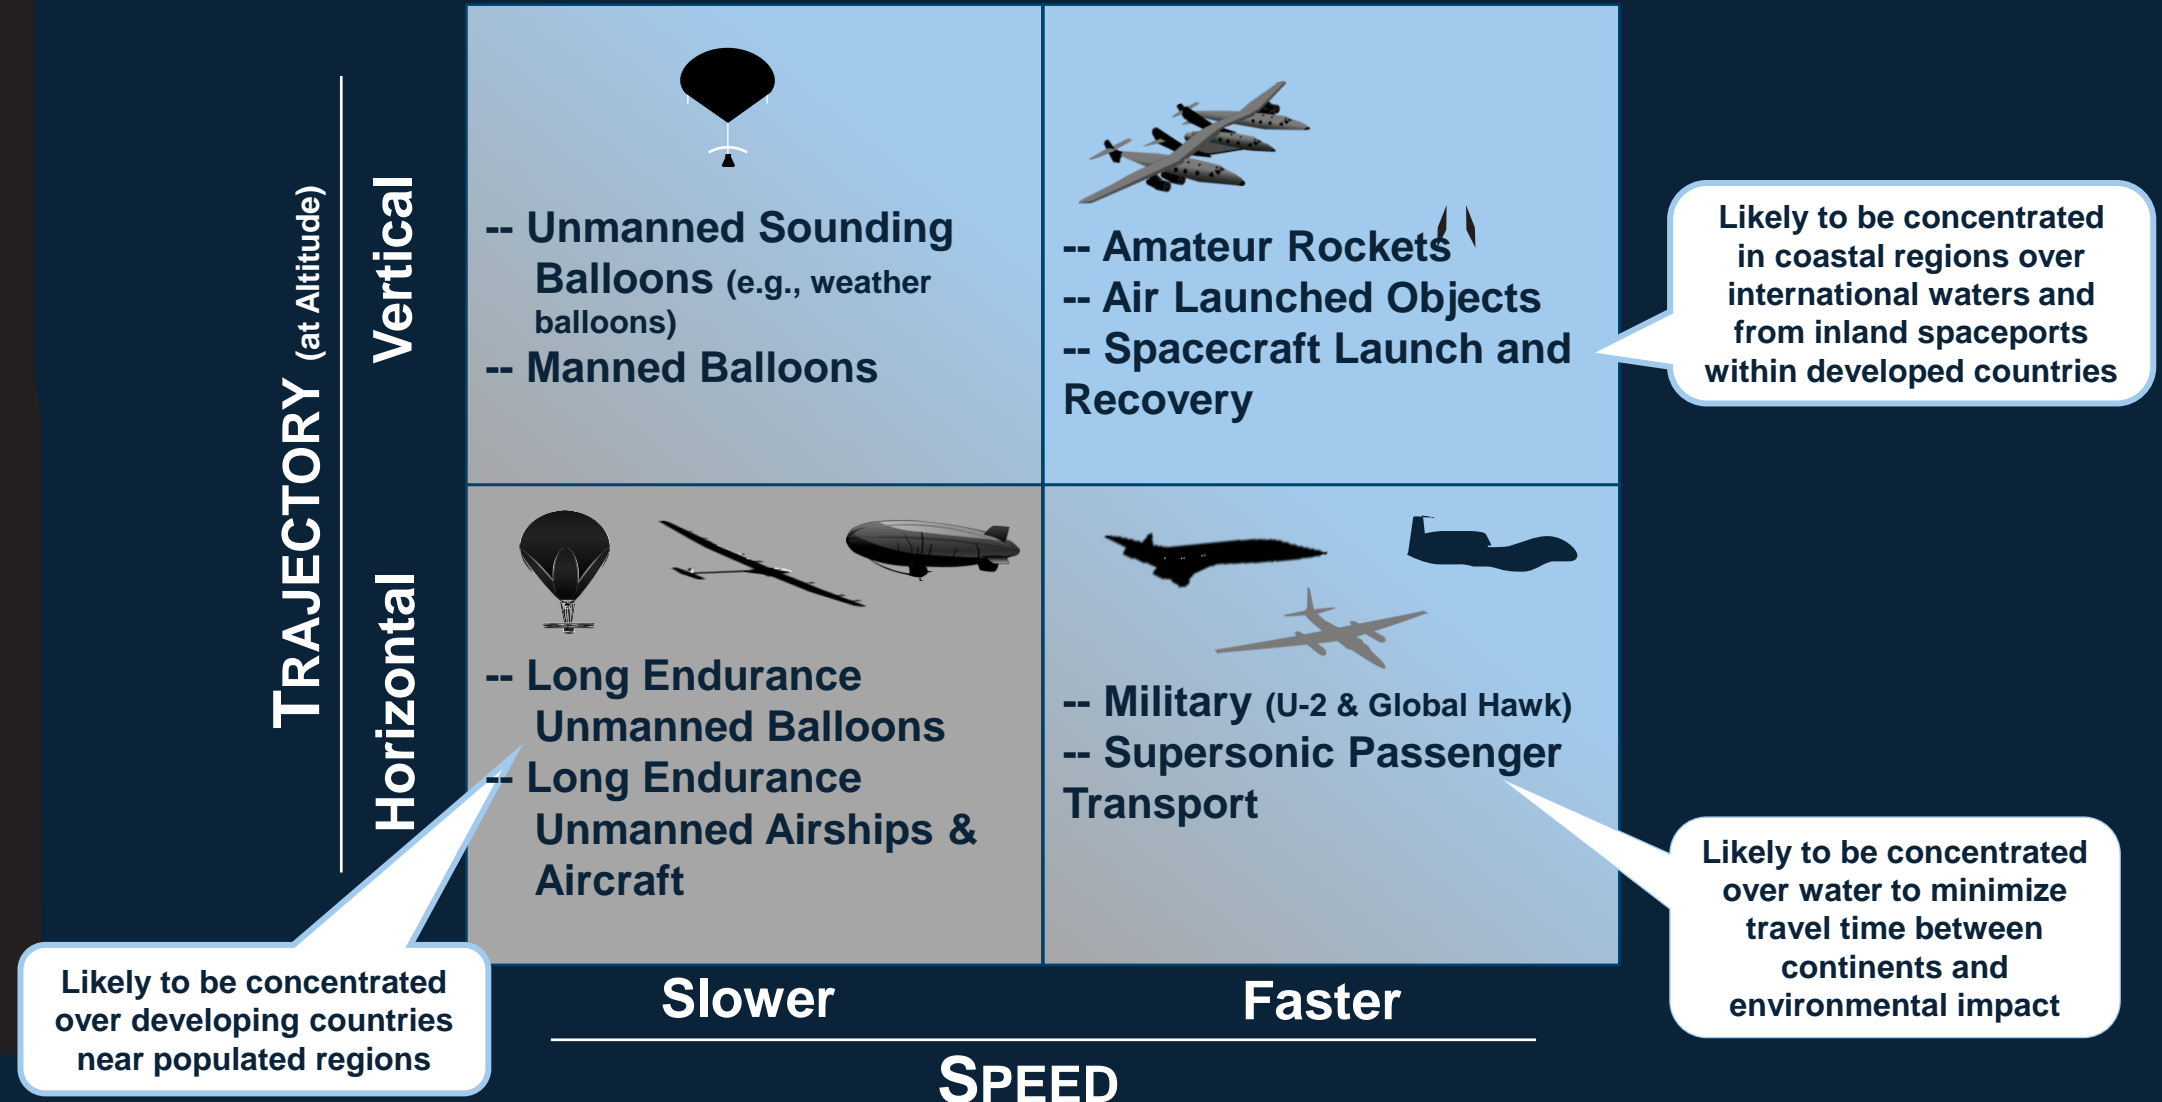 TRAJECTORY (at Altitude)
Vertical
Horizontal
-- Unmanned Sounding
Balloons (e.g., weather
balloons)
-- Manned Balloons
-- Amateur Rockets
-- Air Launched Objects
-- Spacecraft Launch and
Recovery
Likely to be concentrated
in coastal regions over
international waters and
from inland spaceports
within developed countries
-- Long Endurance
Unmanned Balloons
-- Long Endurance
Unmanned Airships &
Aircraft
-- Military (U-2 & Global Hawk)
-- Supersonic Passenger
Transport
Likely to be concentrated
over developing countries
near populated regions
Likely to be concentrated
over water to minimize
travel time between
continents and
environmental impact
Slower
Faster
SPEED